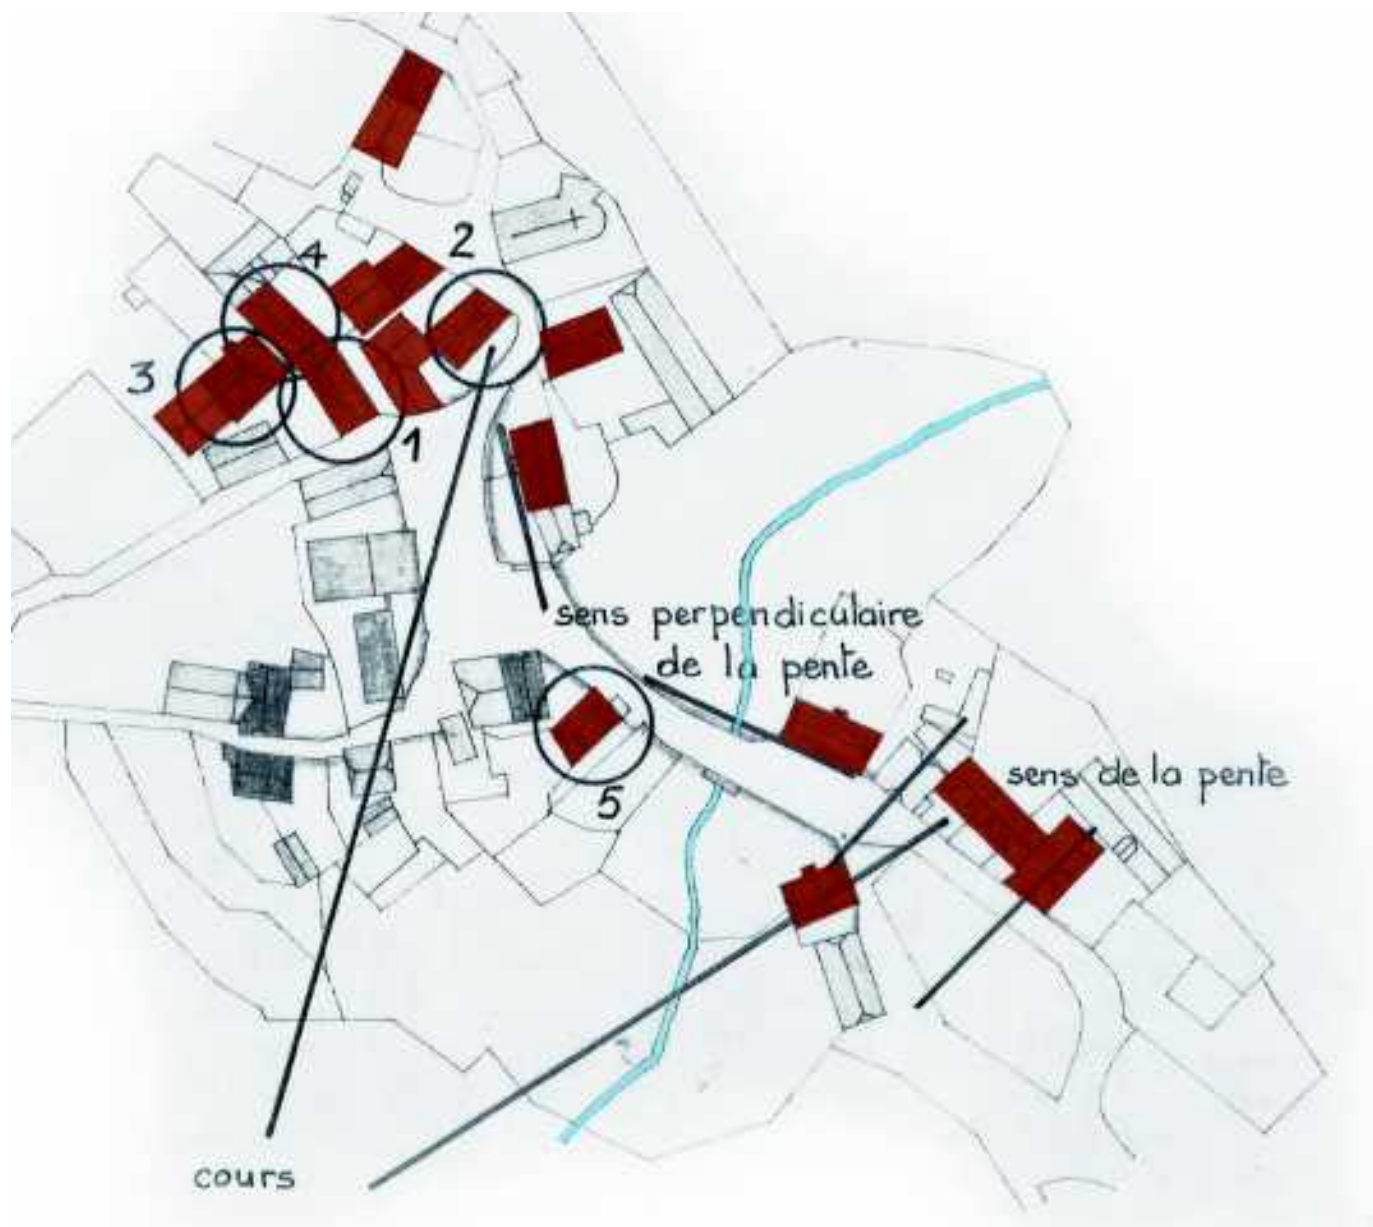 2
4
3
1
sens perpendiculaire
de la pente
sens de la pente
5
cours